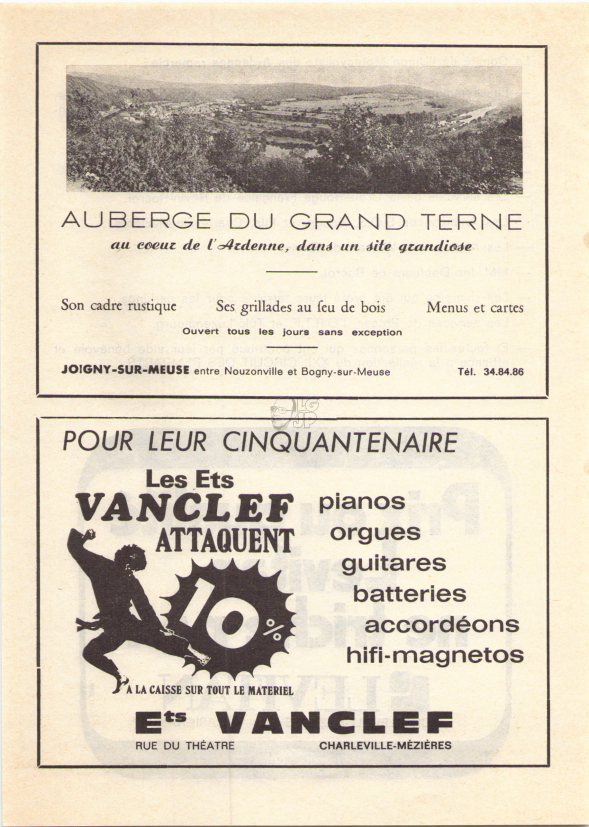 AUBERGE DU GRAND TERNE
au coeur de l'Ardenne, dans un site grandiose
Son cadre rustique Ses grillades au feu de bois Menus et cartes
Ouvert tous les jours sans exception
JOIGNY-SUR-MEUSE entre Nouzonville et Bogny-sur-Meuse Tél. 34.84.86
LG
JP
POUR LEUR CINQUANTENAIRE
Les Ets
VANCLEF
ATTAQUENT
10%
A LA CAISSE SUR TOUT LE MATERIEL
pianos
orgues
guitares
batteries
accordéons
hifi-magnetos
Ets VANCLEF
RUE DU THÉATRE CHARLEVILLE-MÉZIÈRES